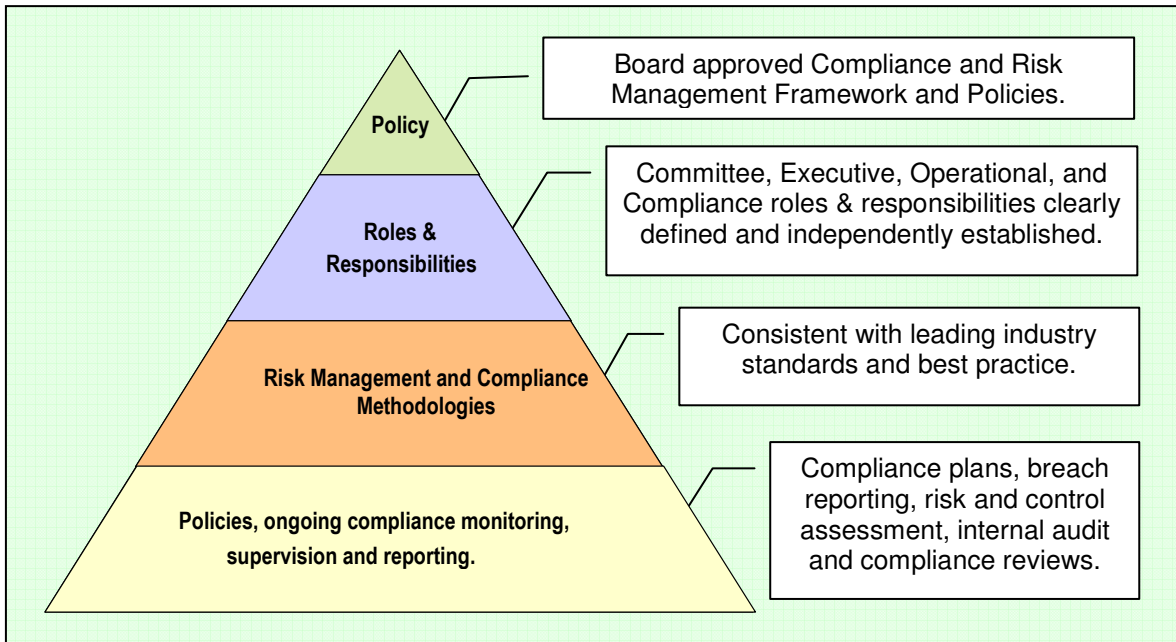 Policy
Board approved Compliance and Risk
Management Framework and Policies.
Roles &
Responsibilities
Committee, Executive, Operational, and
Compliance roles & responsibilities clearly
defined and independently established.
Risk Management and Compliance
Methodologies
Consistent with leading industry
standards and best practice.
Policies, ongoing compliance monitoring,
supervision and reporting.
Compliance plans, breach
reporting, risk and control
assessment, internal audit
and compliance reviews.